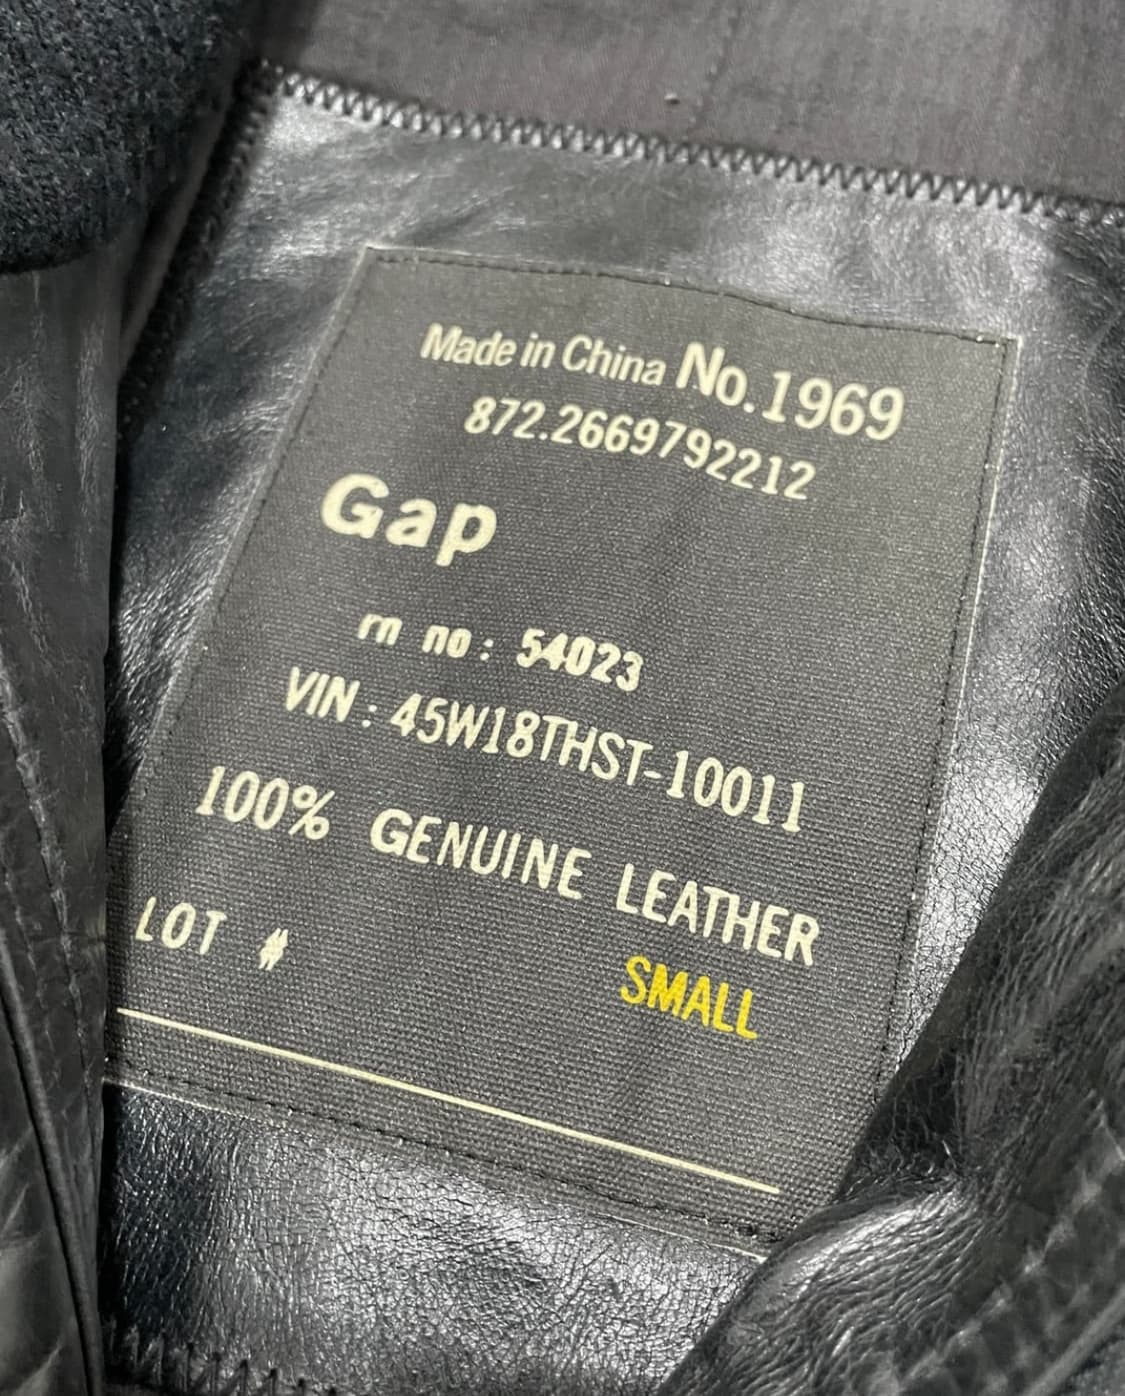 Made in China No.1969
872.2669792212
Gap
rn no: 54023
VIN: 45W18THST-10011
100% GENUINE LEATHER
LOT #
SMALL